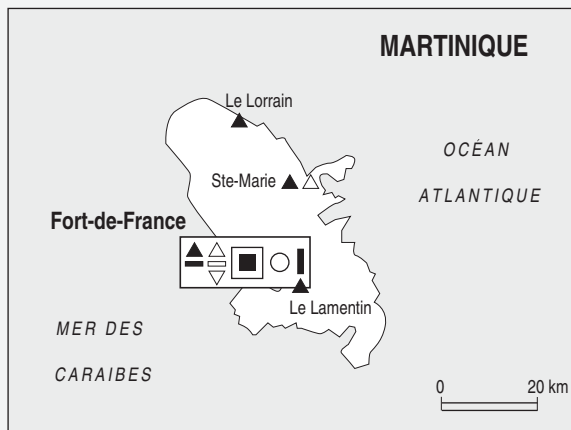 MARTINIQUE
Le Lorrain
OCÉAN
Ste-Marie
ATLANTIQUE
Fort-de-France
Le Lamentin
MER DES
CARAIBES
0 20 km